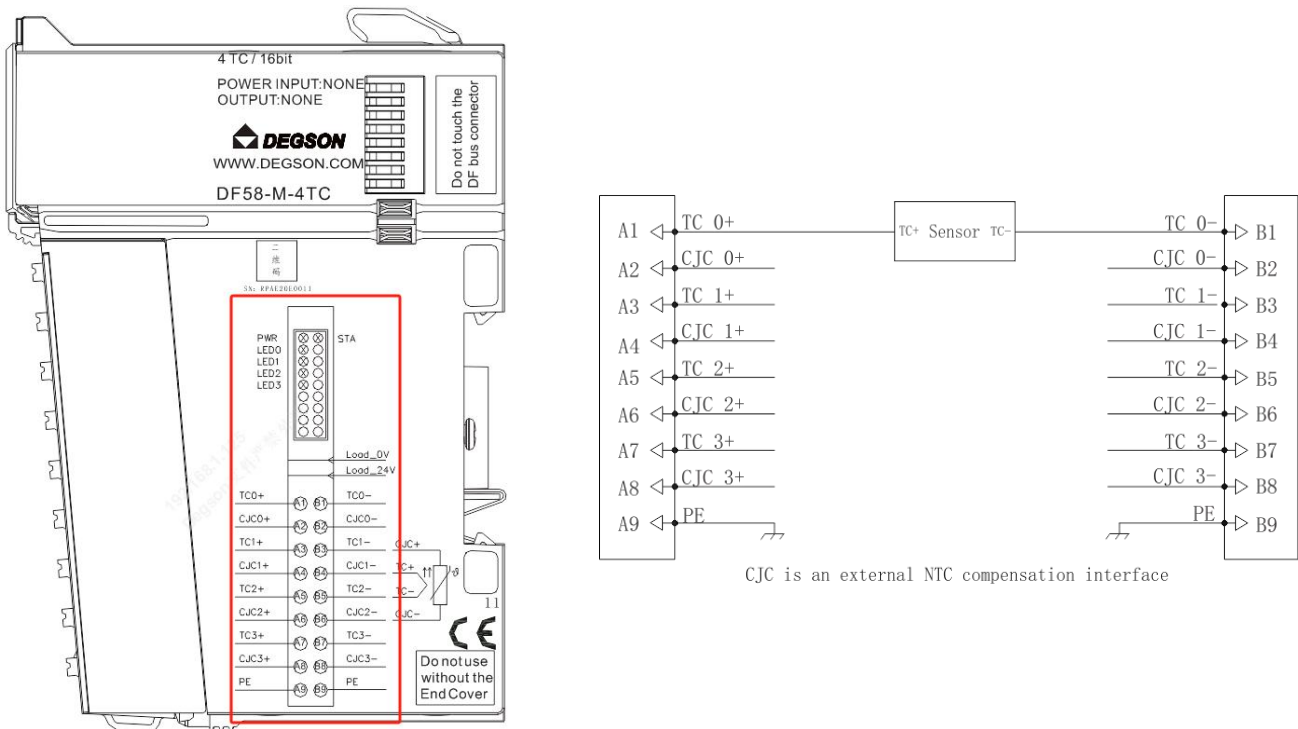 4 TC / 16bit
POWER INPUT:NONE
OUTPUT:NONE
DEGSON
WWW.DEGSON.COM
DF58-M-4TC
Do not touch the
DF bus connector
二
维
码
SN: RPAE20E0011
PWR STA
LED0
LED1
LED2
LED3
Load_0V
Load_24V
TC0+ A1 B1 TC0-
CJC0+ A2 B2 CJC0-
TC1+ A3 B3 TC1- CJC+
CJC1+ A4 B4 CJC1- TC+
TC2+ A5 B5 TC2- TC-
CJC2+ A6 B6 CJC2- CJC-
TC3+ A7 B7 TC3-
CJC3+ A8 B8 CJC3-
PE A9 B9 PE
ϑ
11
CE
Do not use
without the
End Cover
A1 TC 0+ TC+ Sensor TC- TC 0- B1
A2 CJC 0+ CJC 0- B2
A3 TC 1+ TC 1- B3
A4 CJC 1+ CJC 1- B4
A5 TC 2+ TC 2- B5
A6 CJC 2+ CJC 2- B6
A7 TC 3+ TC 3- B7
A8 CJC 3+ CJC 3- B8
A9 PE PE B9
CJC is an external NTC compensation interface